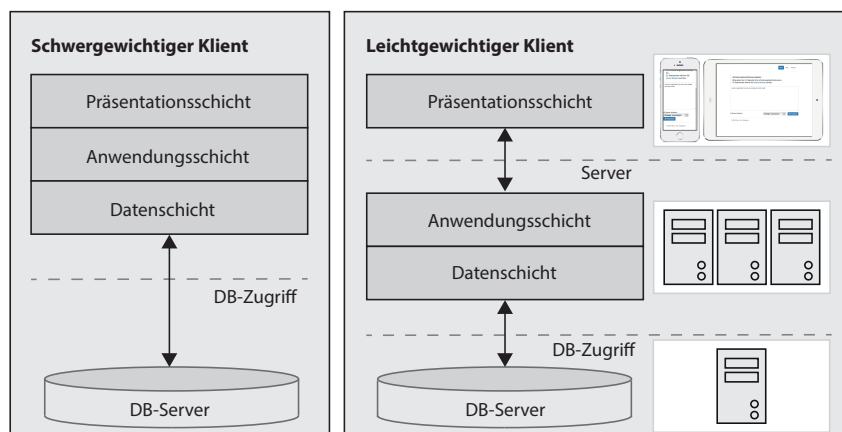 Schwergewichtiger Klient
Präsentationsschicht
Anwendungsschicht
Datenschicht
DB-Zugriff
DB-Server
Leichtgewichtiger Klient
Präsentationsschicht
Server
Anwendungsschicht
Datenschicht
DB-Zugriff
DB-Server